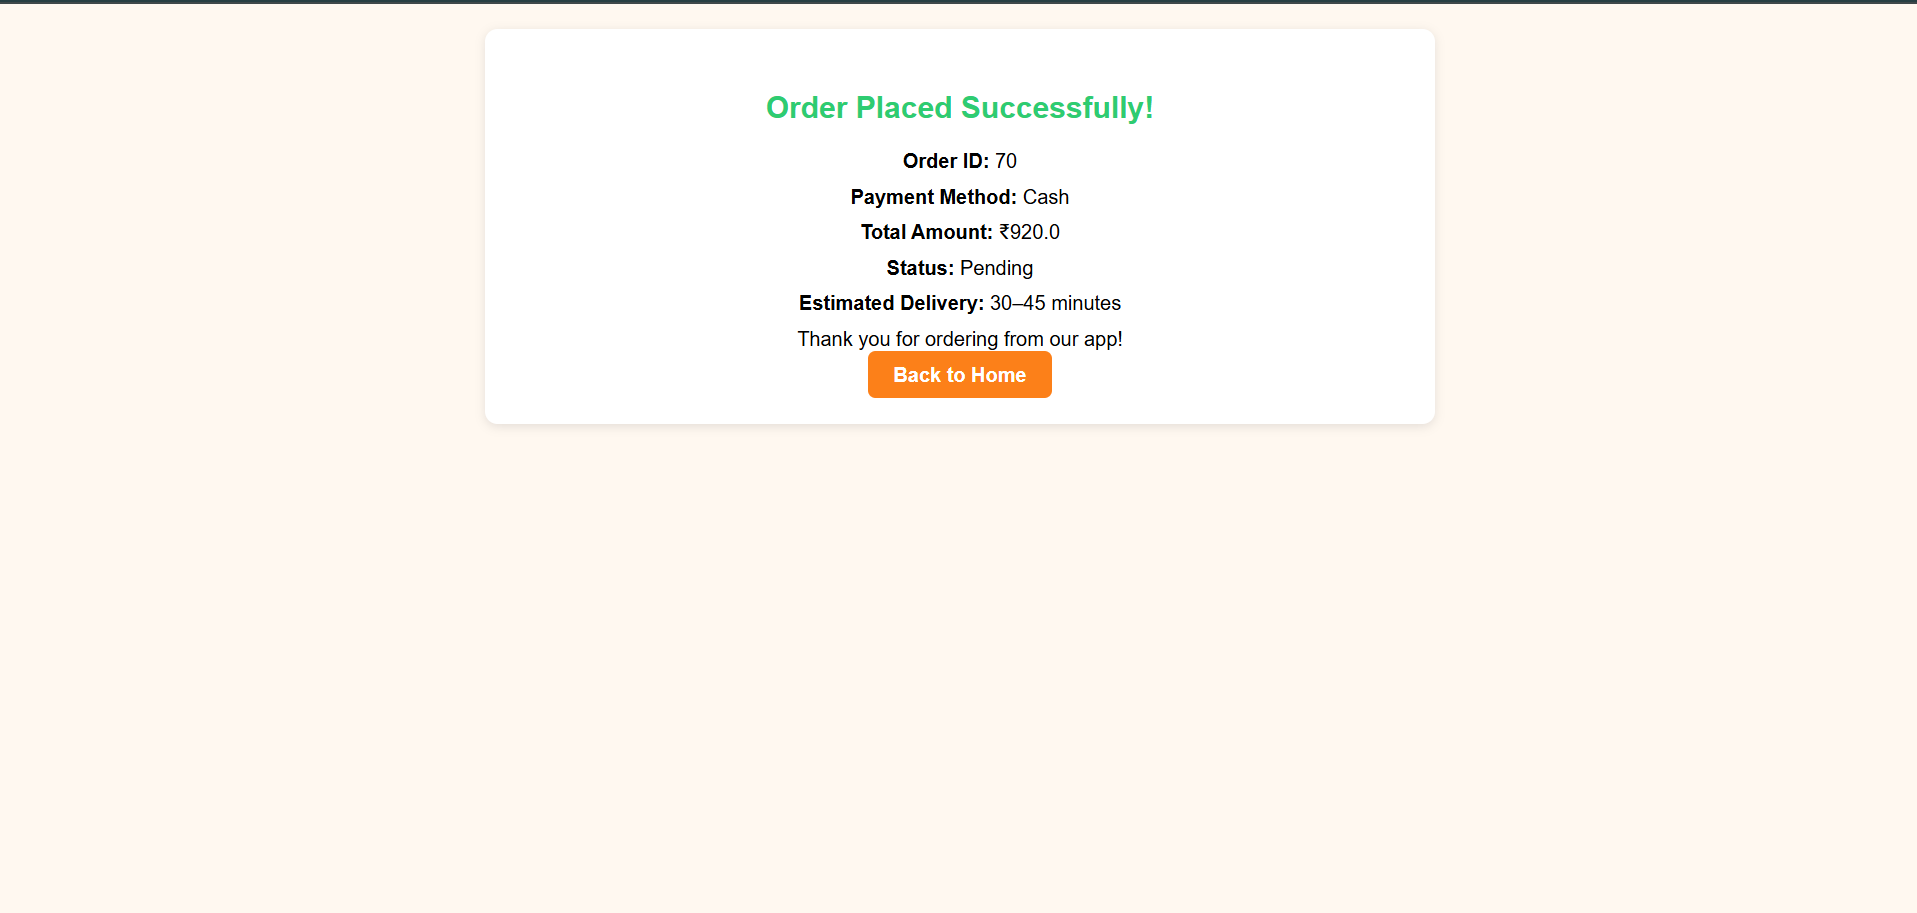 Order Placed Successfully!
Order ID: 70
Payment Method: Cash
Total Amount: ₹920.0
Status: Pending
Estimated Delivery: 30–45 minutes
Thank you for ordering from our app!
Back to Home